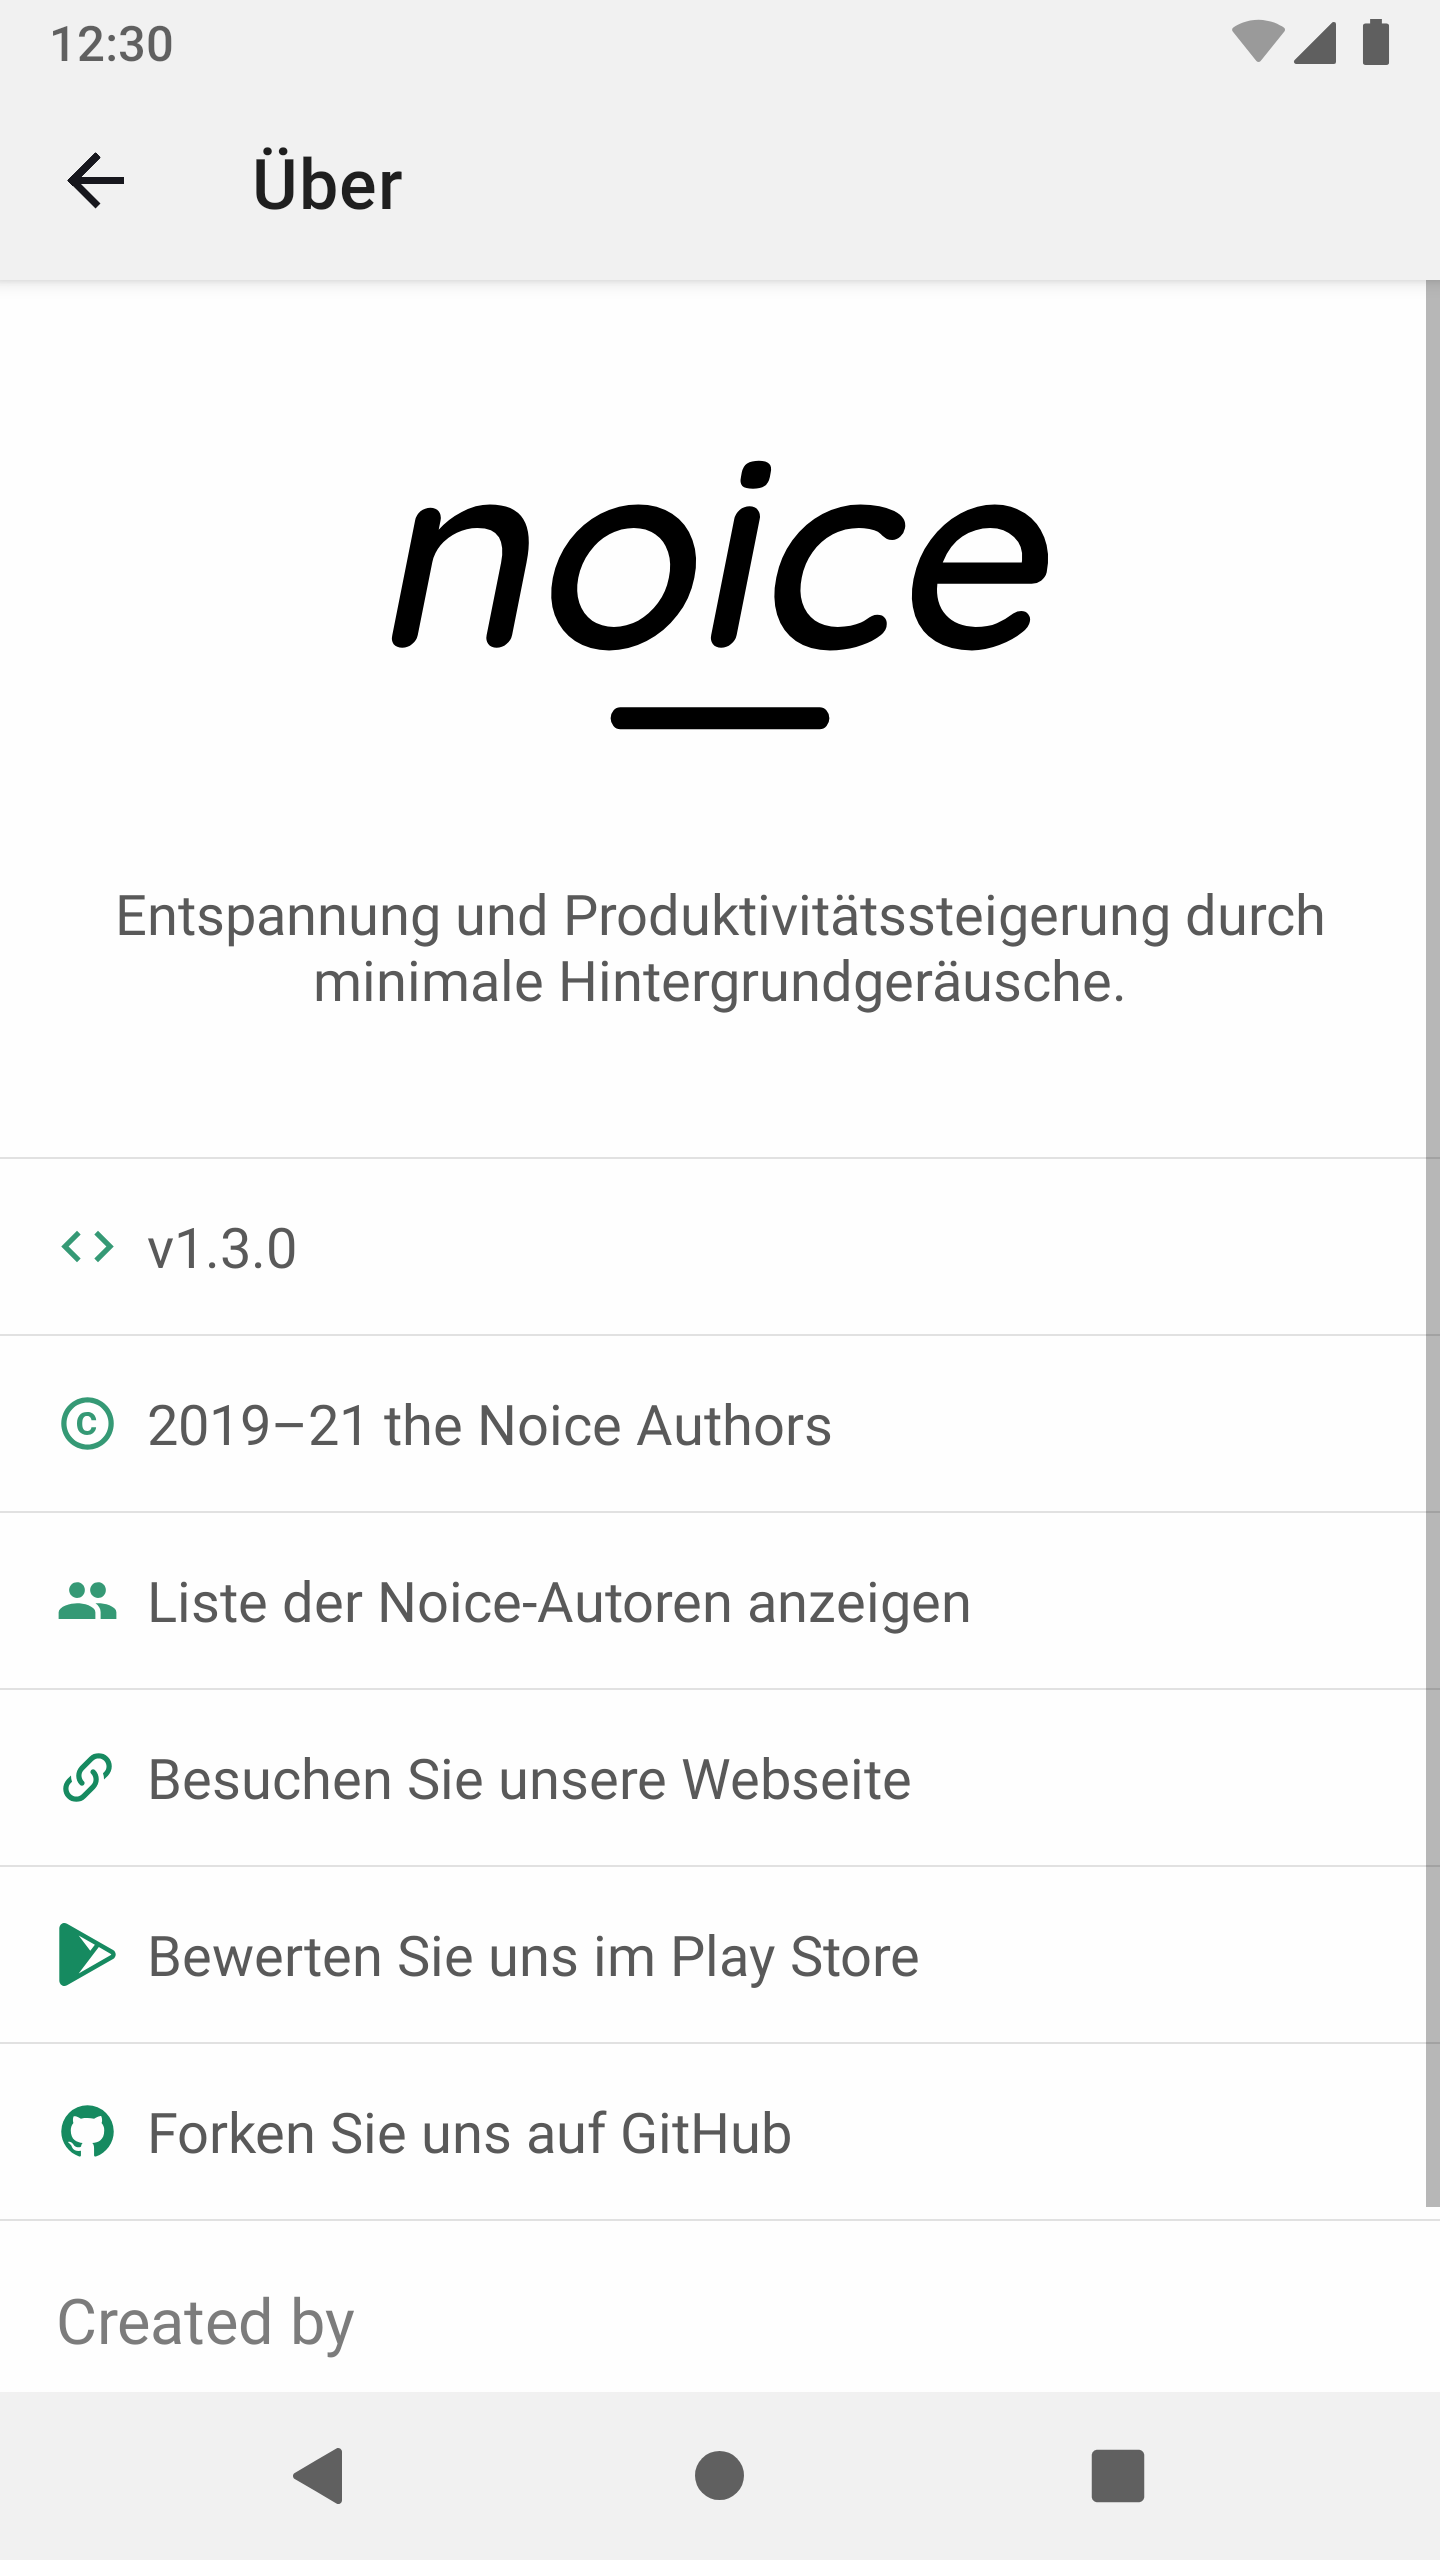 12:30
Über
noice
Entspannung und Produktivitätssteigerung durch
minimale Hintergrundgeräusche.
v1.3.0
2019–21 the Noice Authors
Liste der Noice-Autoren anzeigen
Besuchen Sie unsere Webseite
Bewerten Sie uns im Play Store
Forken Sie uns auf GitHub
Created by